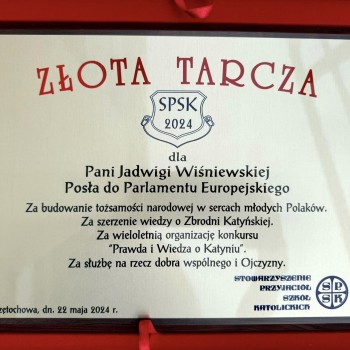 ZŁOTA TARCZA
SPSK
2024
dla
Pani Jadwigi Wiśniewskiej
Posła do Parlamentu Europejskiego
Za budowanie tożsamości narodowej w sercach młodych Polaków.
Za szerzenie wiedzy o Zbrodni Katyńskiej.
Za wieloletnią organizację konkursu
"Prawda i Wiedza o Katyniu".
Za służbę na rzecz dobra wspólnego i Ojczyzny.
STOWARZYSZENIE
PRZYJACIÓŁ
SZKÓŁ
KATOLICKICH
SPSK
zętochowa, dn. 22 maja 2024 r.